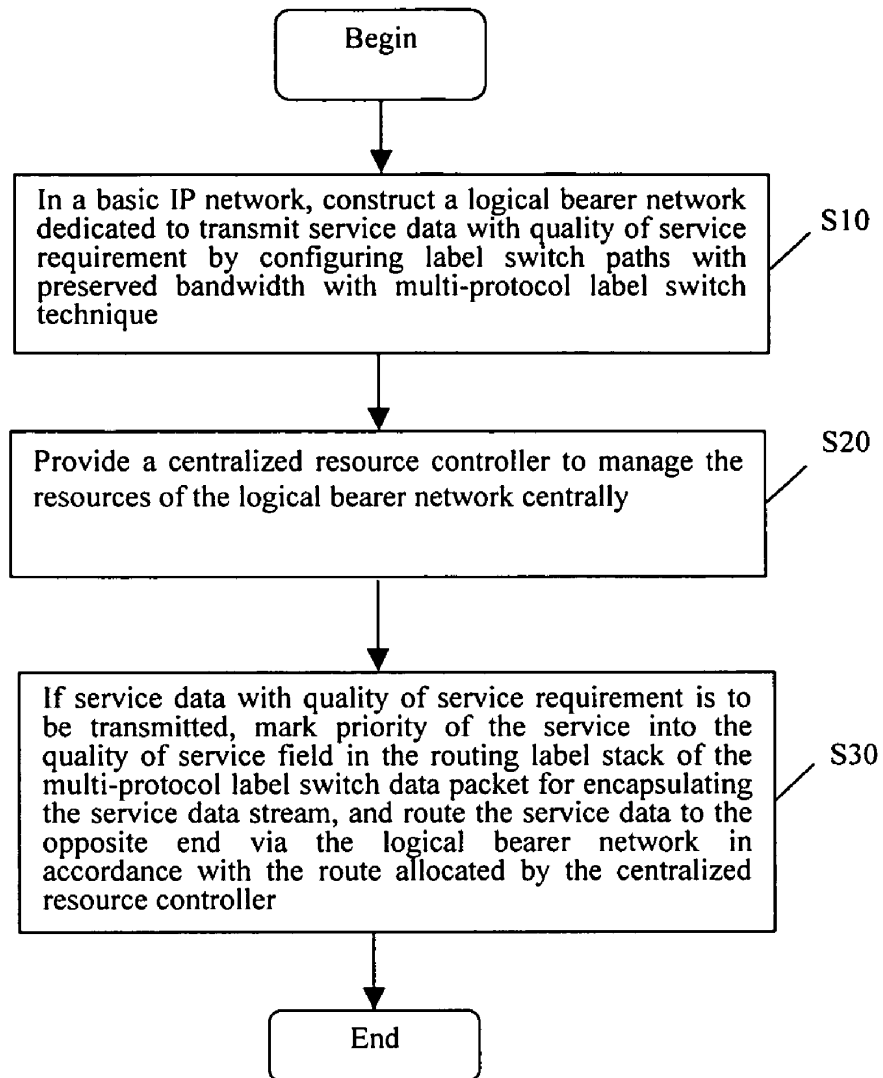 Begin
In a basic IP network, construct a logical bearer network
dedicated to transmit service data with quality of service
requirement by configuring label switch paths with
preserved bandwidth with multi-protocol label switch
technique
S10
Provide a centralized resource controller to manage the
resources of the logical bearer network centrally
S20
If service data with quality of service requirement is to
be transmitted, mark priority of the service into the
quality of service field in the routing label stack of the
multi-protocol label switch data packet for encapsulating
the service data stream, and route the service data to the
opposite end via the logical bearer network in
accordance with the route allocated by the centralized
resource controller
S30
End